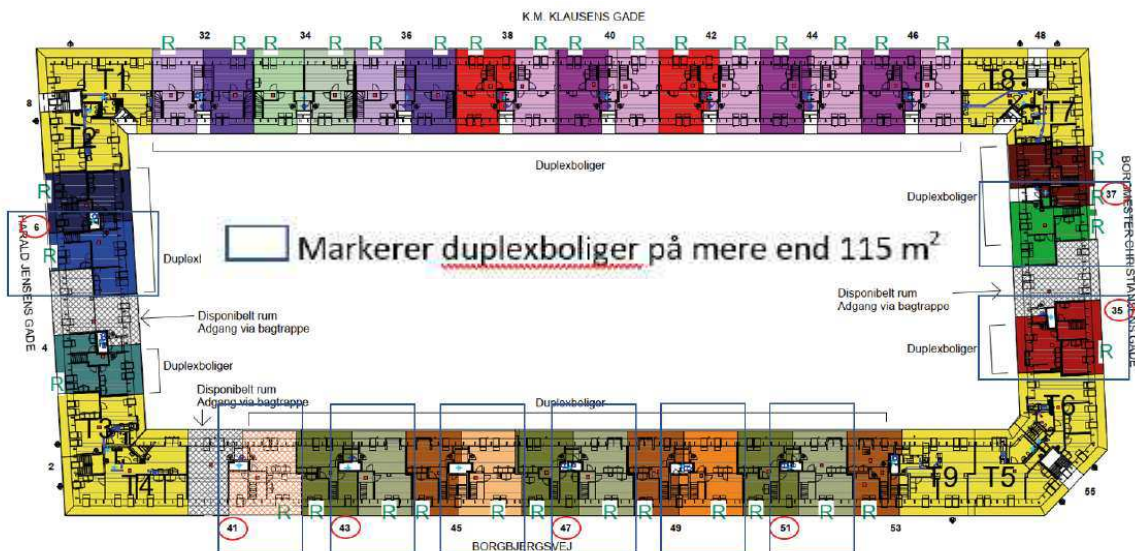 K.M. KLAUSENS GADE
32 34 36 38 40 42 44 46 48
R R R R R R R R R R R R R R R R
T1 T8
8 T2 T7
Duplexboliger
R R
Duplexboliger
37
R
6
BORGMESTER CHRISTIANSENS GADE
HARALD JENSENS GADE
Markerer duplexboliger på mere end 115 m²
R R
Duplexl
Disponibelt rum
Adgang via bagtrappe
Disponibelt rum
Adgang via bagtrappe
35
4
Duplexboliger
Duplexboliger
R R
Disponibelt rum
Adgang via bagtrappe
Duplexboliger
T3 T6
2 T4 T9 T5
55
R R R R R R R R R R R R
41 43 45 47 49 51 53
BORGBJERGSVEJ